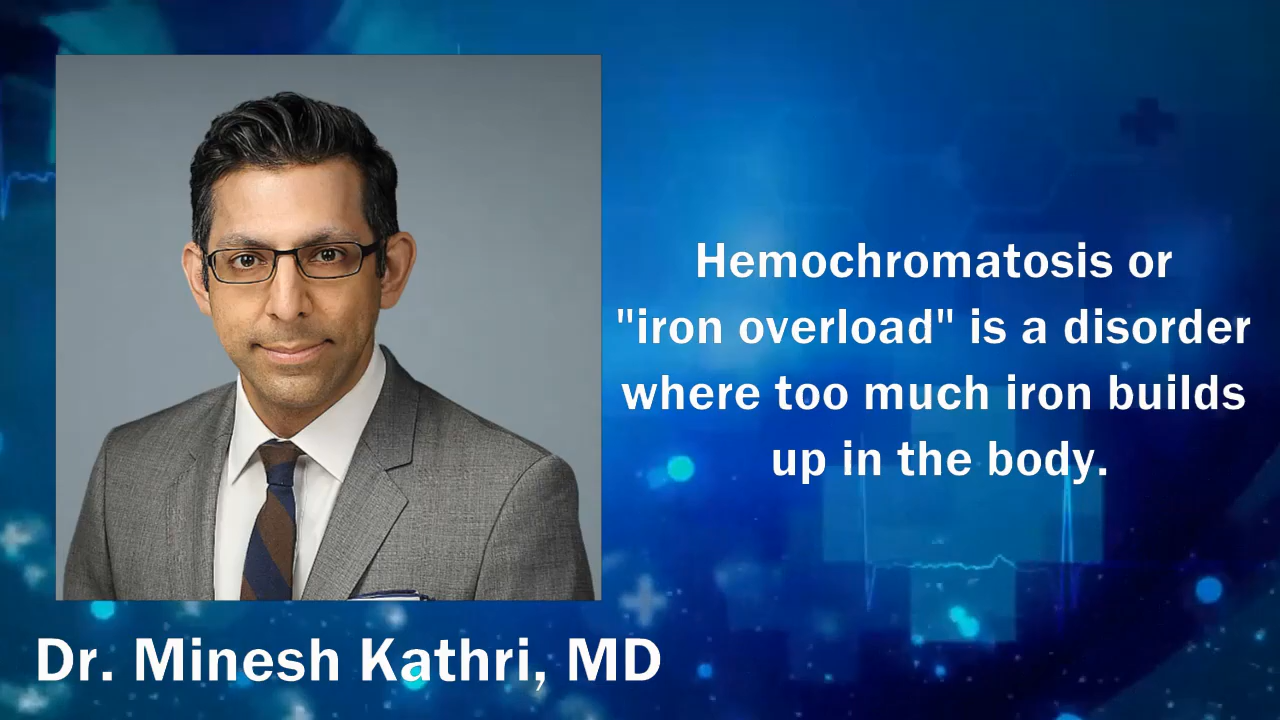 Hemochromatosis or
"iron overload" is a disorder
where too much iron builds
up in the body.
Dr. Minesh Kathri, MD